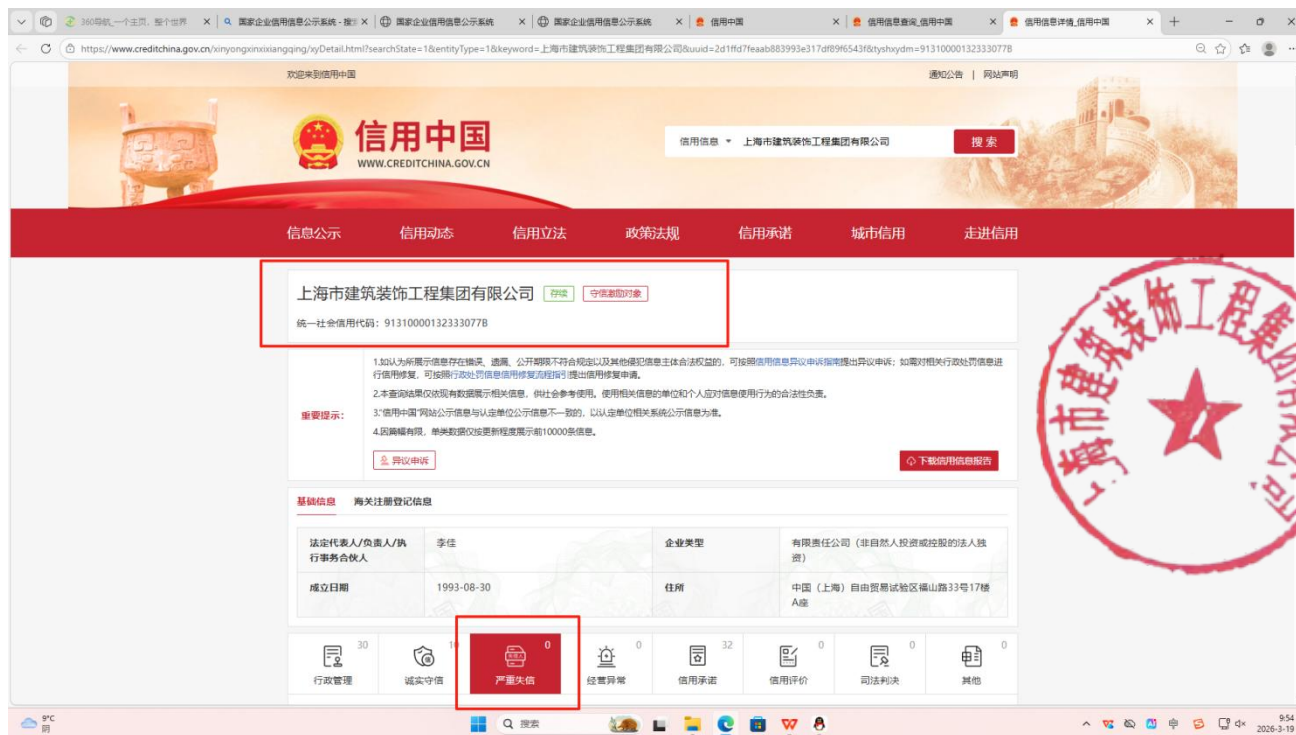 360导航_一个主页，整个世界
国家企业信用信息公示系统 - 搜
国家企业信用信息公示系统
国家企业信用信息公示系统
信用中国
信用信息查询_信用中国
信用信息详情_信用中国
https://www.creditchina.gov.cn/xinyongxinxixiangqing/xyDetail.html?searchState=1&entityType=1&keyword=上海市建筑装饰工程集团有限公司&uuid=2d1ffd7feaab883993e317df89f6543f&tyshxydm=91310000132333077B
欢迎来到信用中国
通知公告 | 网站声明
信用中国
WWW.CREDITCHINA.GOV.CN
信用信息 上海市建筑装饰工程集团有限公司 搜索
信息公示 信用动态 信用立法 政策法规 信用承诺 城市信用 走进信用
上海市建筑装饰工程集团有限公司 存续 守信激励对象
统一社会信用代码：91310000132333077B
重要提示：
1.如认为所展示信息存在错误、遗漏、公开期限不符合规定以及其他侵犯信息主体合法权益的，可按照信用信息异议申诉指南提出异议申诉；如需对相关行政处罚信息进
行信用修复，可按照行政处罚信息信用修复流程指引提出信用修复申请。
2.本查询结果仅依现有数据展示相关信息，供社会参考使用。使用相关信息的单位和个人应对信息使用行为的合法性负责。
3.“信用中国”网站公示信息与认定单位公示信息不一致的，以认定单位相关系统公示信息为准。
4.因篇幅有限，单类数据仅按更新程度展示前10000条信息。
异议申诉
下载信用信息报告
基础信息 海关注册登记信息
法定代表人/负责人/执
行事务合伙人
李佳
企业类型
有限责任公司（非自然人投资或控股的法人独
资）
成立日期
1993-08-30
住所
中国（上海）自由贸易试验区福山路33号17楼
A座
30 0 0 32 0 0 0
行政管理 诚实守信 严重失信 经营异常 信用承诺 信用评价 司法判决 其他
上海市建筑装饰工程集团有限公司
9°C
阴
搜索
中
9:54
2026-3-19